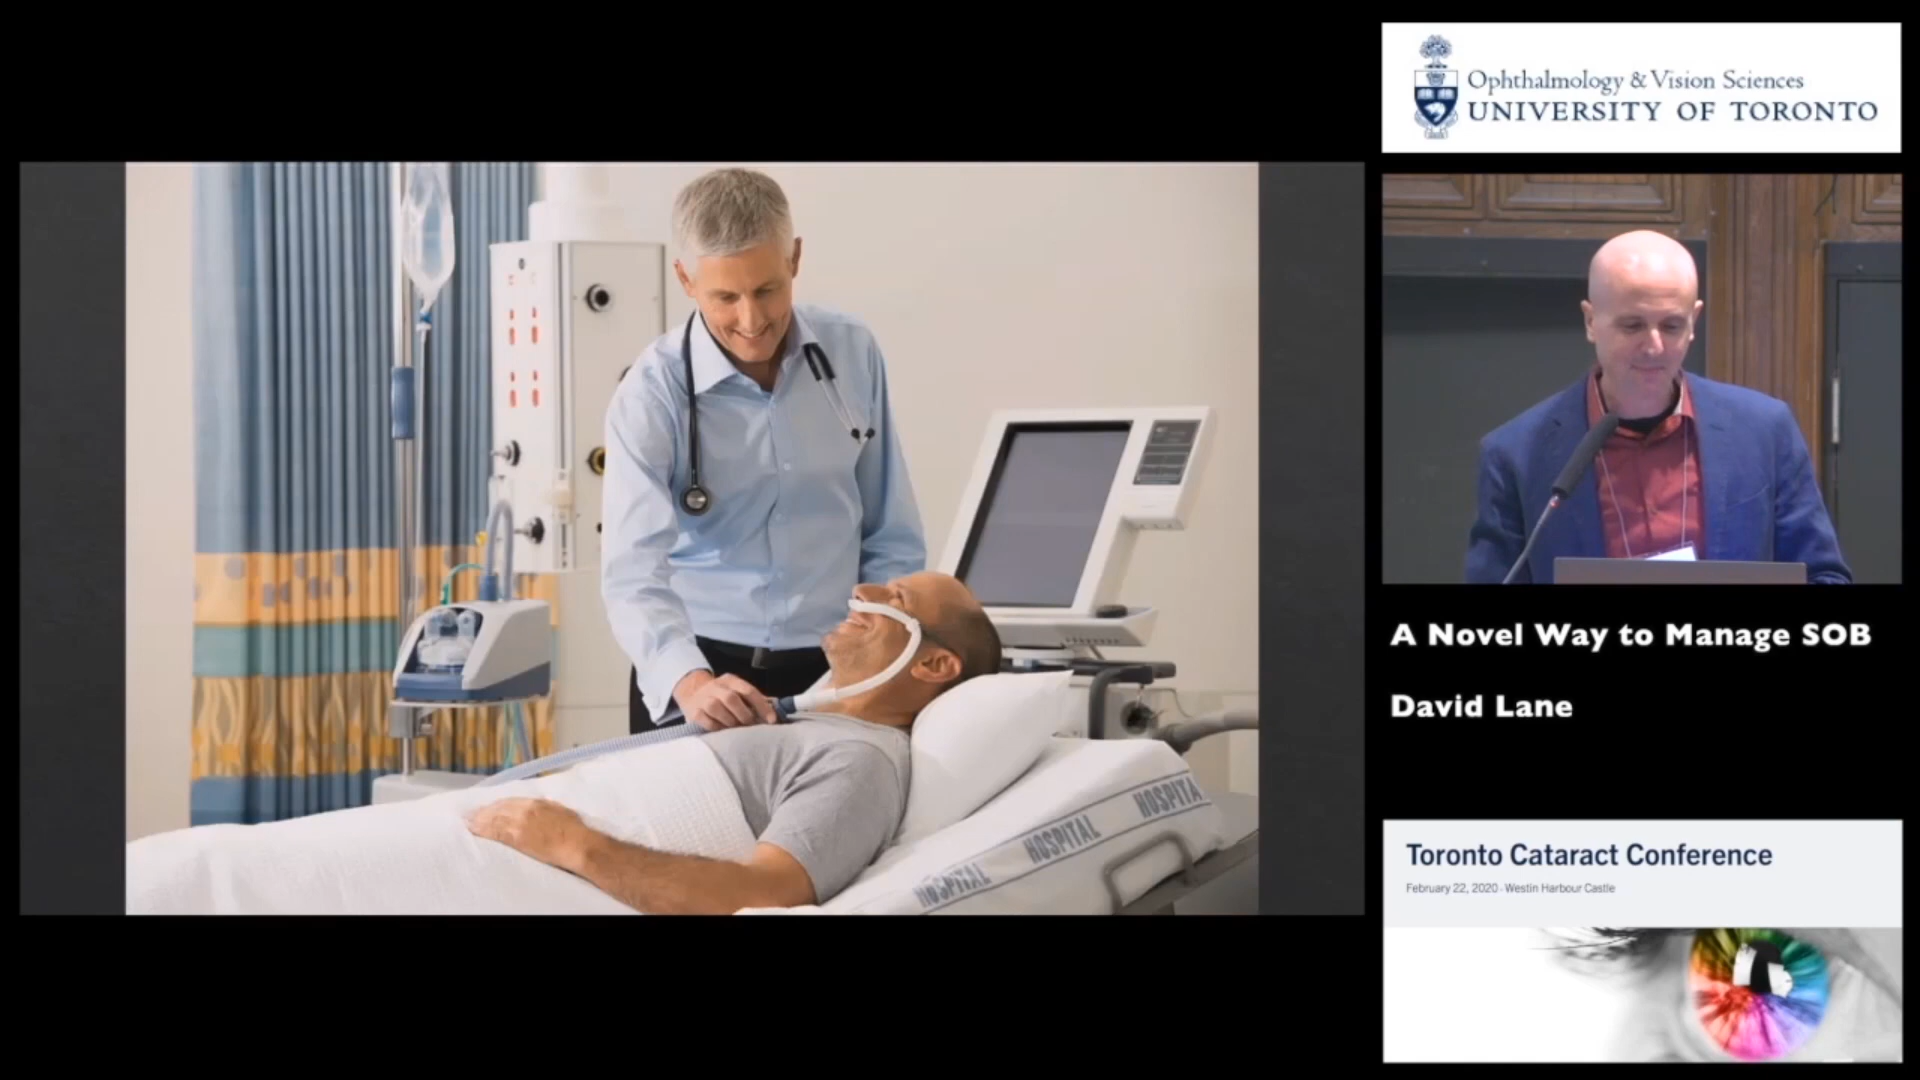 Ophthalmology & Vision Sciences
UNIVERSITY OF TORONTO
A Novel Way to Manage SOB
David Lane
Toronto Cataract Conference
February 22, 2020 - Westin Harbour Castle
HOSPITAL HOSPITAL HOSPITA